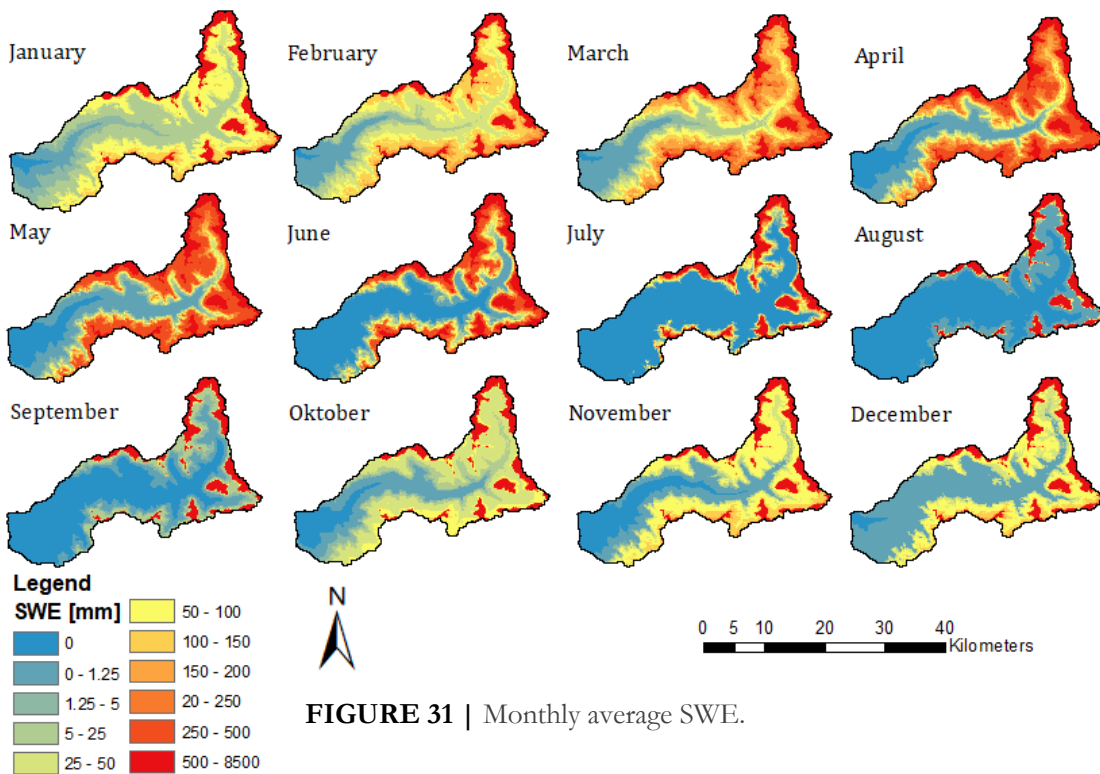 January
February
March
April
May
June
July
August
September
Oktober
November
December
Legend
SWE [mm]
0
0 - 1.25
1.25 - 5
5 - 25
25 - 50
50 - 100
100 - 150
150 - 200
20 - 250
250 - 500
500 - 8500
N
0 5 10 20 30 40
Kilometers
FIGURE 31 | Monthly average SWE.